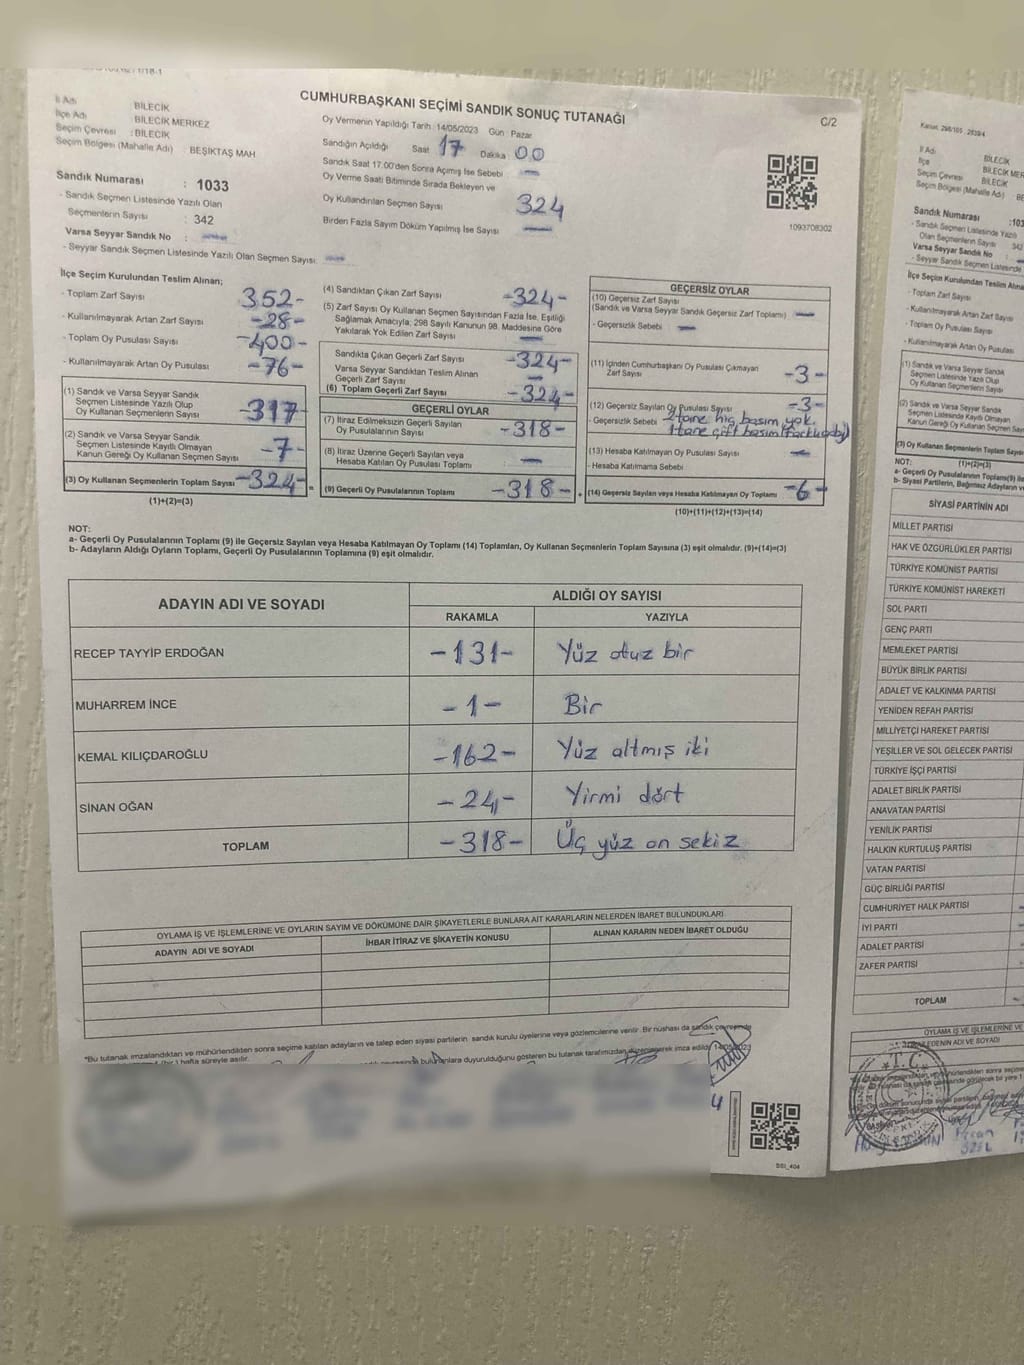 CUMHURBAŞKANI SEÇİMİ SANDIK SONUÇ TUTANAĞI
C/2
İl Adı BİLECİK
İlçe Adı BİLECİK MERKEZ
Seçim Çevresi : BİLECİK
Seçim Bölgesi (Mahalle Adı) : BEŞİKTAŞ MAH
Sandık Numarası : 1033
- Sandık Seçmen Listesinde Yazılı Olan
Seçmenlerin Sayısı : 342
Varsa Seyyar Sandık No :
- Seyyar Sandık Seçmen Listesinde Yazılı Olan Seçmen Sayısı:
Oy Vermenin Yapıldığı Tarih :14/05/2023 Gün : Pazar
Sandığın Açıldığı Saat 17 Dakika : 00
Sandık Saat 17:00'den Sonra Açımış İse Sebebi
Oy Verme Saati Bitiminde Sırada Bekleyen ve
Oy Kullandırılan Seçmen Sayısı 324
Birden Fazla Sayım Döküm Yapılmış İse Sayısı
1093708302
İlçe Seçim Kurulundan Teslim Alınan;
- Toplam Zarf Sayısı 352-
- Kullanılmayarak Artan Zarf Sayısı -28-
- Toplam Oy Pusulası Sayısı -400-
- Kullanılmayarak Artan Oy Pusulası -76-
(1) Sandık ve Varsa Seyyar Sandık
Seçmen Listesinde Yazılı Olup
Oy Kullanan Seçmenlerin Sayısı -317-
(2) Sandık ve Varsa Seyyar Sandık
Seçmen Listesinde Kayıtlı Olmayan
Kanun Gereği Oy Kullanan Seçmen Sayısı -7-
(3) Oy Kullanan Seçmenlerin Toplam Sayısı -324-
(1)+(2)=(3)
(4) Sandıktan Çıkan Zarf Sayısı -324-
(5) Zarf Sayısı Oy Kullanan Seçmen Sayısından Fazla İse, Eşitliği
Sağlamak Amacıyla; 298 Sayılı Kanunun 98. Maddesine Göre
Yakılarak Yok Edilen Zarf Sayısı
Sandıkta Çıkan Geçerli Zarf Sayısı -324-
Varsa Seyyar Sandıktan Teslim Alınan
Geçerli Zarf Sayısı
(6) Toplam Geçerli Zarf Sayısı -324-
GEÇERLİ OYLAR
(7) İtiraz Edilmeksizin Geçerli Sayılan
Oy Pusulalarının Sayısı -318-
(8) İtiraz Üzerine Geçerli Sayılan veya
Hesaba Katılan Oy Pusulası Toplamı
(9) Geçerli Oy Pusulalarının Toplamı -318-
GEÇERSİZ OYLAR
(10) Geçersiz Zarf Sayısı
(Sandık ve Varsa Seyyar Sandık Geçersiz Zarf Toplamı)
- Geçersizlik Sebebi
(11) İçinden Cumhurbaşkanı Oy Pusulası Çıkmayan
Zarf Sayısı -3-
(12) Geçersiz Sayılan Oy Pusulası Sayısı -3-
- Geçersizlik Sebebi 2 tane hiç basım yok.
1 tane çift basım
(13) Hesaba Katılmayan Oy Pusulası Sayısı
- Hesaba Katılmama Sebebi
(14) Geçersiz Sayılan veya Hesaba Katılmayan Oy Toplamı -6-
(10)+(11)+(12)+(13)=(14)
NOT:
a- Geçerli Oy Pusulalarının Toplamı (9) ile Geçersiz Sayılan veya Hesaba Katılmayan Oy Toplamı (14) Toplamları, Oy Kullanan Seçmenlerin Toplam Sayısına (3) eşit olmalıdır. (9)+(14)=(3)
b- Adayların Aldığı Oyların Toplamı, Geçerli Oy Pusulalarının Toplamına (9) eşit olmalıdır.
ADAYIN ADI VE SOYADI ALDIĞI OY SAYISI
RAKAMLA YAZIYLA
RECEP TAYYİP ERDOĞAN -131- Yüz otuz bir
MUHARREM İNCE -1- Bir
KEMAL KILIÇDAROĞLU -162- Yüz altmış iki
SİNAN OĞAN -24- Yirmi dört
TOPLAM -318- Üç yüz on sekiz
OYLAMA İŞ VE İŞLEMLERİNE VE OYLARIN SAYIM VE DÖKÜMÜNE DAİR ŞİKAYETLERLE BUNLARA AİT KARARLARIN NELERDEN İBARET BULUNDUKLARI
ADAYIN ADI VE SOYADI İHBAR İTİRAZ VE ŞİKAYETİN KONUSU ALINAN KARARIN NEDEN İBARET OLDUĞU
*Bu tutanak imzalandıktan ve mühürlendikten sonra seçime katılan adayların ve talep eden siyasi partilerin sandık kurulu üyelerine veya gözlemcilerine verilir. Bir nüshası da sandık çevresinde
hafta süreyle asılır.
bulunanlara duyurulduğunu gösteren bu tutanak tarafımızdan düzenlenerek imza edildi.
SSI_404
İl Adı BİLECİK
İlçe BİLECİK MER
Seçim Çevresi BİLECİK
Seçim Bölgesi (Mahalle Adı)
Sandık Numarası :103
- Sandık Seçmen Listesinde Yazılı
Olan Seçmenlerin Sayısı 342
Varsa Seyyar Sandık No
- Seyyar Sandık Seçmen Listesinde
İlçe Seçim Kurulundan Teslim Alına
- Toplam Zarf Sayısı
- Kullanılmayarak Artan Zarf Sayısı
- Toplam Oy Pusulası Sayısı
- Kullanılmayarak Artan Oy Pusulası
(1) Sandık ve Varsa Seyyar Sandık
Seçmen Listesinde Yazılı Olup
Oy Kullanan Seçmenlerin Sayısı
(2) Sandık ve Varsa Seyyar Sandık
Seçmen Listesinde Kayıtlı Olmayan
Kanun Gereği Oy Kullanan Seçmen
(3) Oy Kullanan Seçmenlerin Toplam Sayısı
(1)+(2)=(3)
NOT:
a- Geçerli Oy Pusulalarının Toplamı (9) ile
b- Siyasi Partilerin, Bağımsız Adayların ve
SİYASİ PARTİNİN ADI
MİLLET PARTİSİ
HAK VE ÖZGÜRLÜKLER PARTİSİ
TÜRKİYE KOMÜNİST PARTİSİ
TÜRKİYE KOMÜNİST HAREKETİ
SOL PARTİ
GENÇ PARTİ
MEMLEKET PARTİSİ
BÜYÜK BİRLİK PARTİSİ
ADALET VE KALKINMA PARTİSİ
YENİDEN REFAH PARTİSİ
MİLLİYETÇİ HAREKET PARTİSİ
YEŞİLLER VE SOL GELECEK PARTİSİ
TÜRKİYE İŞÇİ PARTİSİ
ADALET BİRLİK PARTİSİ
ANAVATAN PARTİSİ
YENİLİK PARTİSİ
HALKIN KURTULUŞ PARTİSİ
VATAN PARTİSİ
GÜÇ BİRLİĞİ PARTİSİ
CUMHURİYET HALK PARTİSİ
İYİ PARTİ
ADALET PARTİSİ
ZAFER PARTİSİ
TOPLAM
OYLAMA İŞ VE İŞLEMLERİNE VE
EDENİN ADI VE SOYADI
T.C.